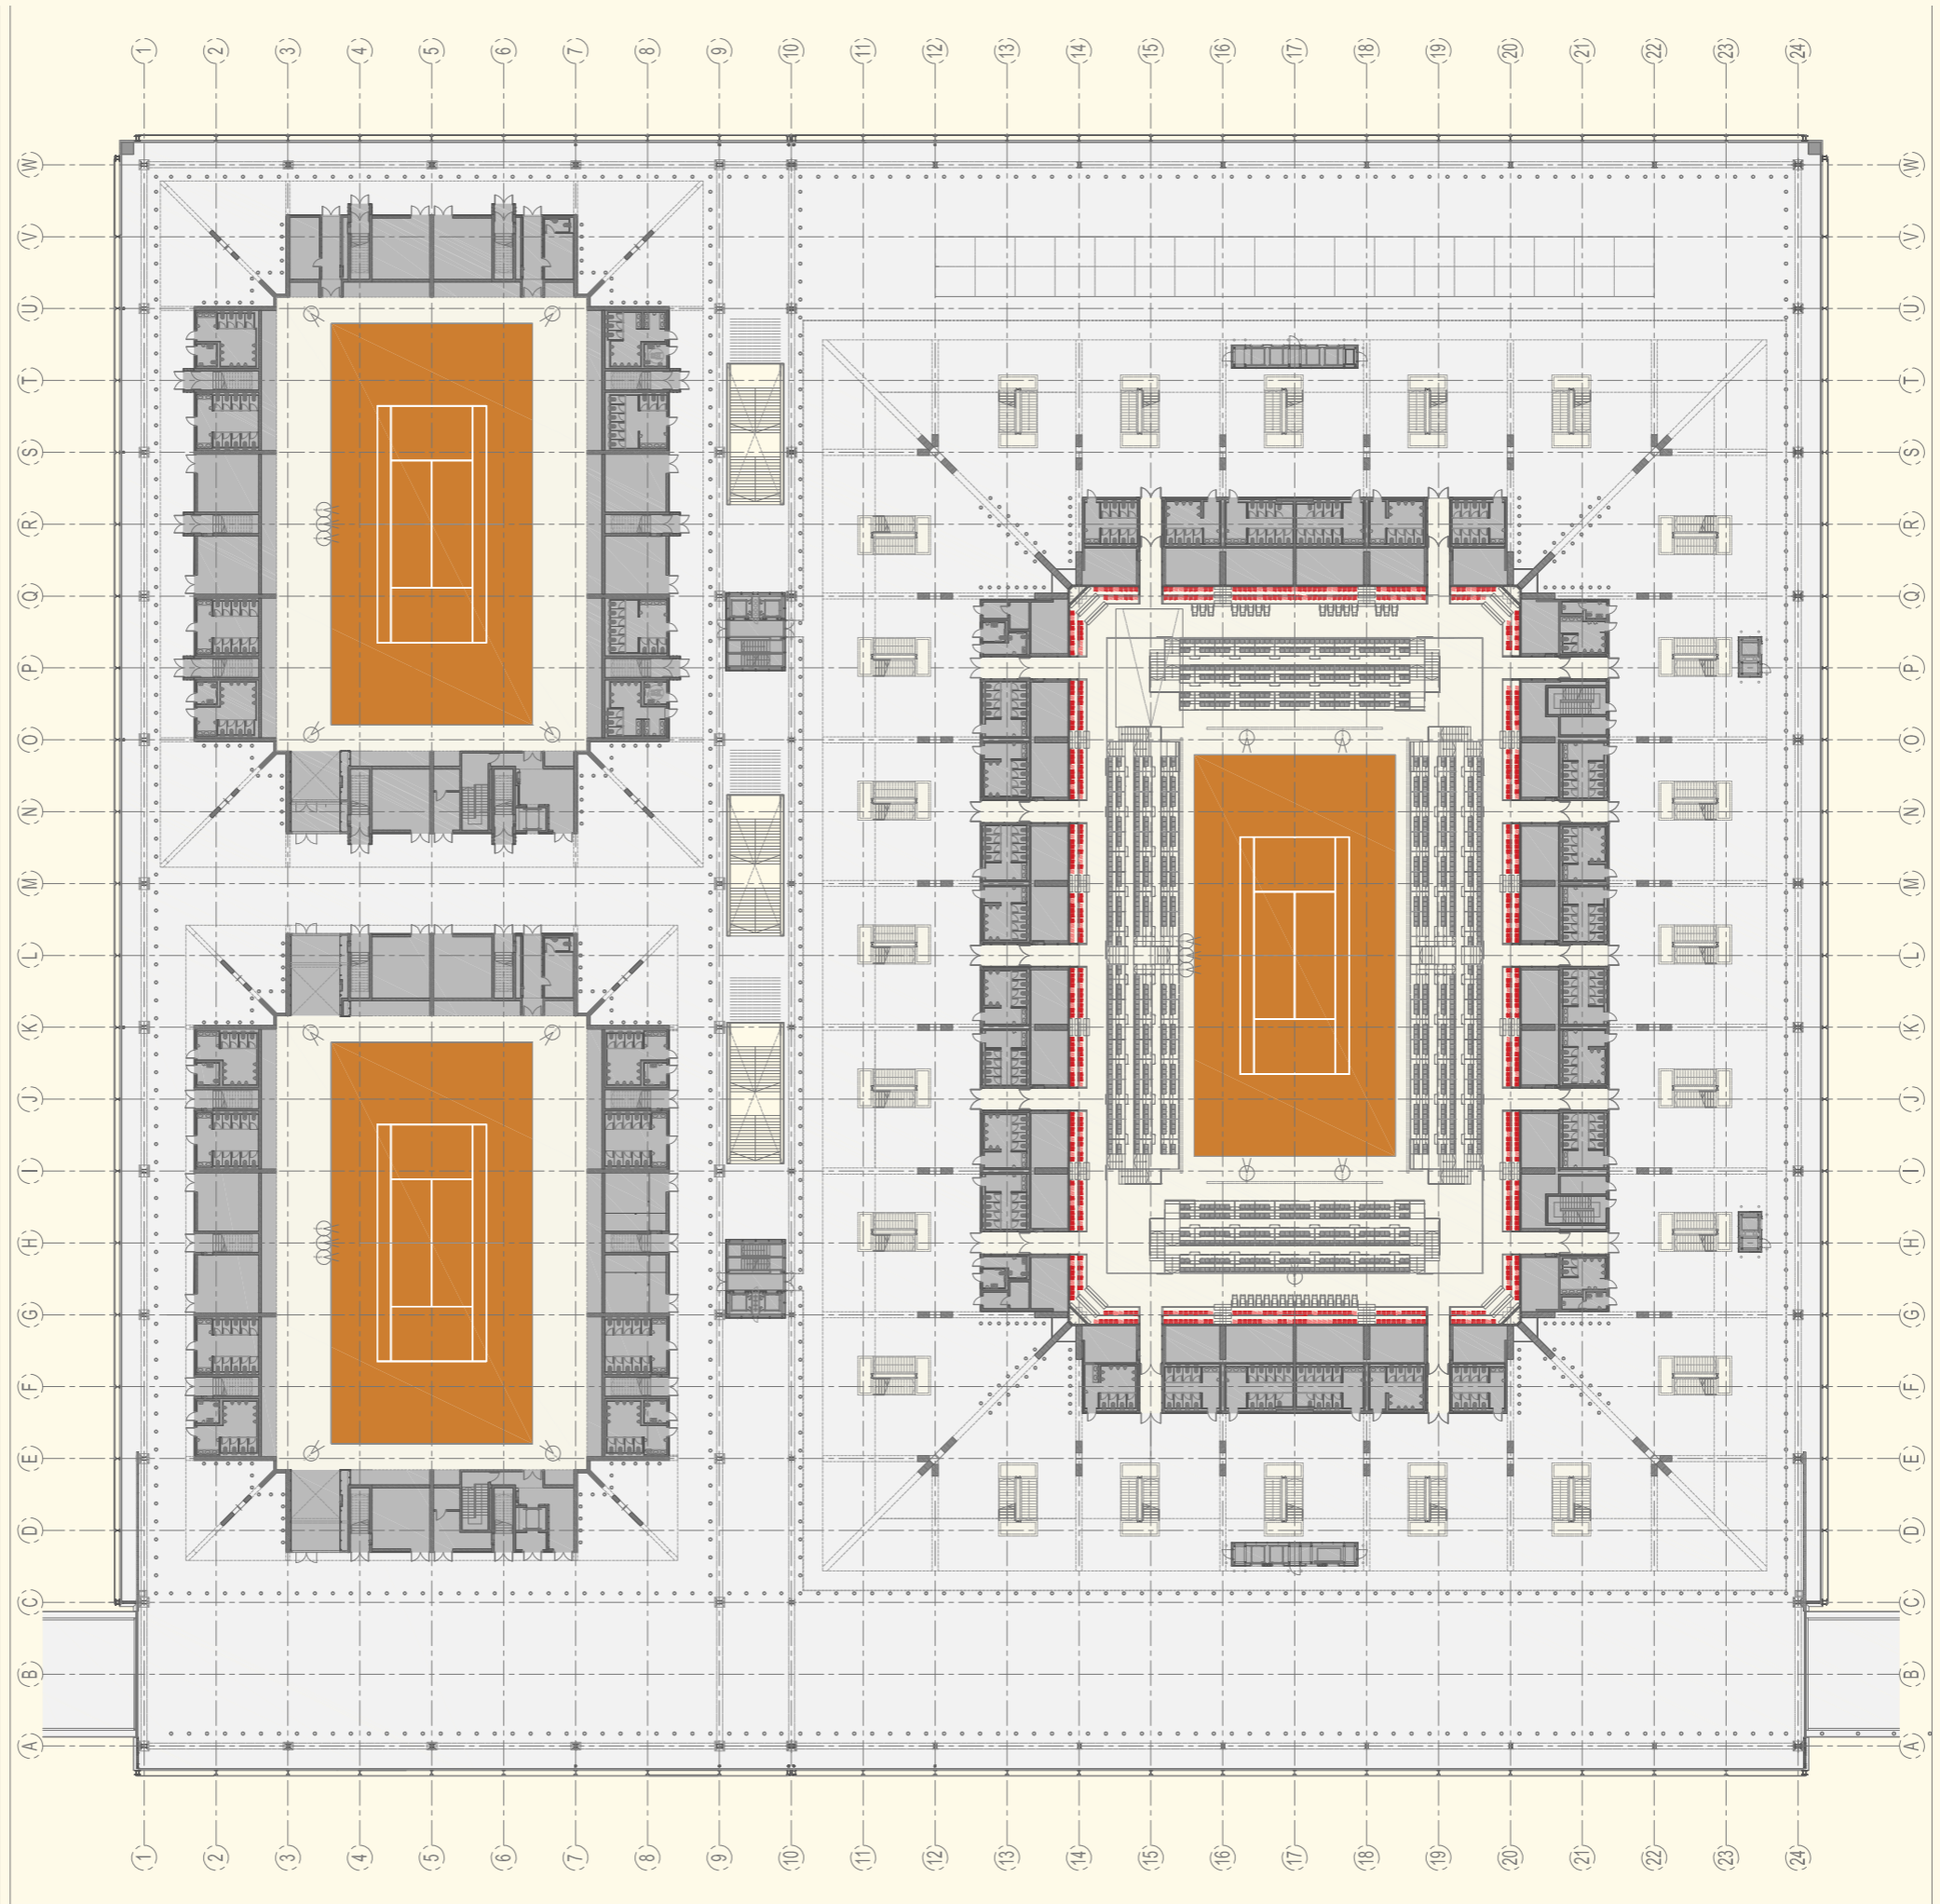 1 2 3 4 5 6 7 8 9 10 11 12 13 14 15 16 17 18 19 20 21 22 23 24
W W
V V
U U
T T
S S
R R
Q Q
P P
O O
N N
M M
L L
K K
J J
I I
H H
G G
F F
E E
D D
C C
B B
A A
1 2 3 4 5 6 7 8 9 10 11 12 13 14 15 16 17 18 19 20 21 22 23 24